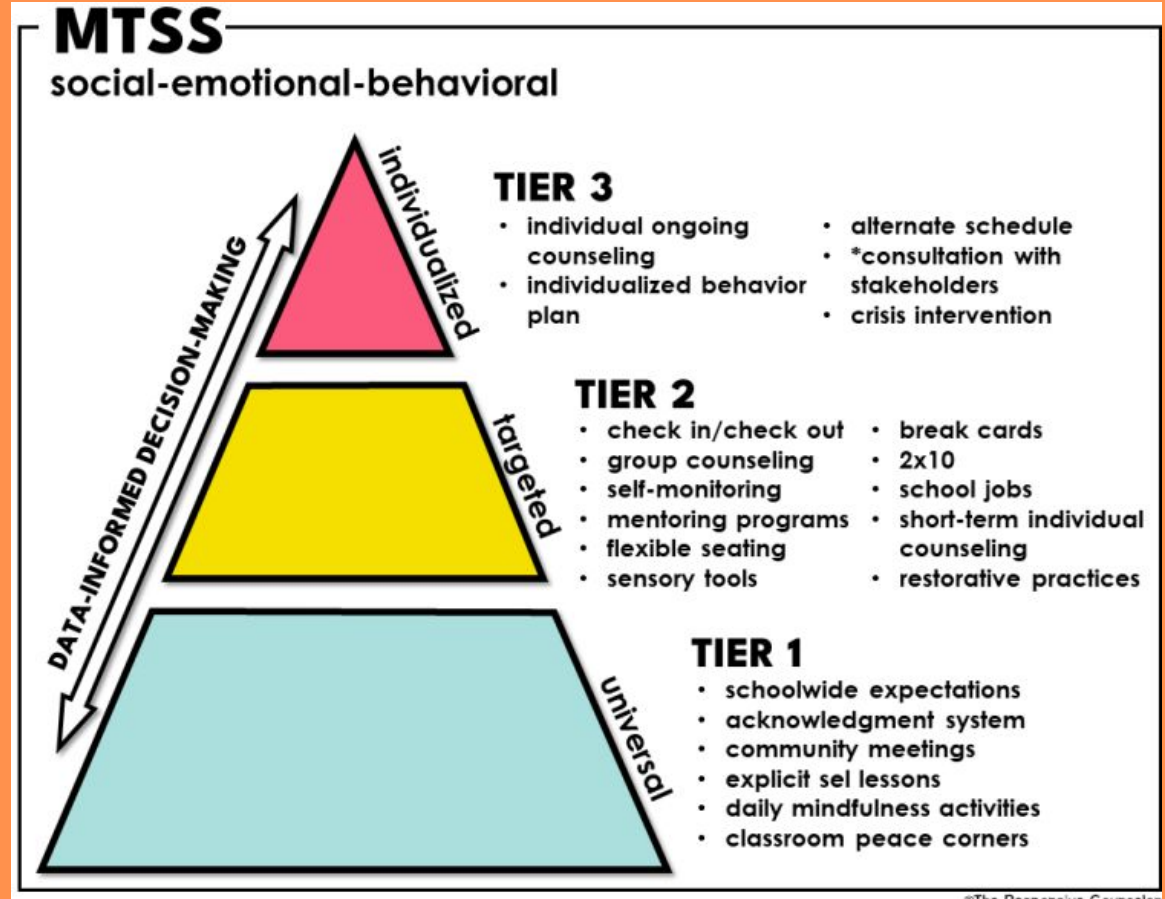 MTSS
social-emotional-behavioral
DATA-INFORMED DECISION-MAKING
individualized
TIER 3
• individual ongoing
counseling
• individualized behavior
plan
• alternate schedule
• *consultation with
stakeholders
• crisis intervention
targeted
TIER 2
• check in/check out
• group counseling
• self-monitoring
• mentoring programs
• flexible seating
• sensory tools
• break cards
• 2x10
• school jobs
• short-term individual
counseling
• restorative practices
universal
TIER 1
• schoolwide expectations
• acknowledgment system
• community meetings
• explicit sel lessons
• daily mindfulness activities
• classroom peace corners
©The Responsive Counselor